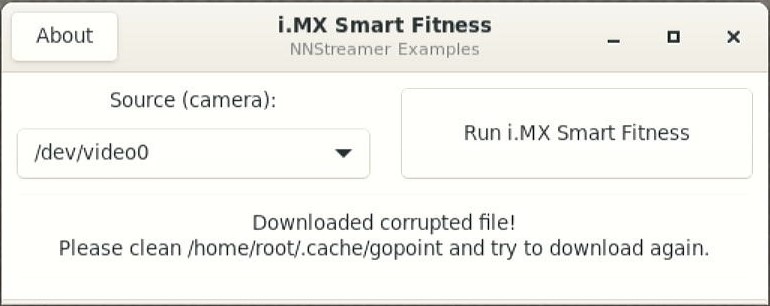 About
i.MX Smart Fitness
NNStreamer Examples
Source (camera):
/dev/video0
Run i.MX Smart Fitness
Downloaded corrupted file!
Please clean /home/root/.cache/gopoint and try to download again.